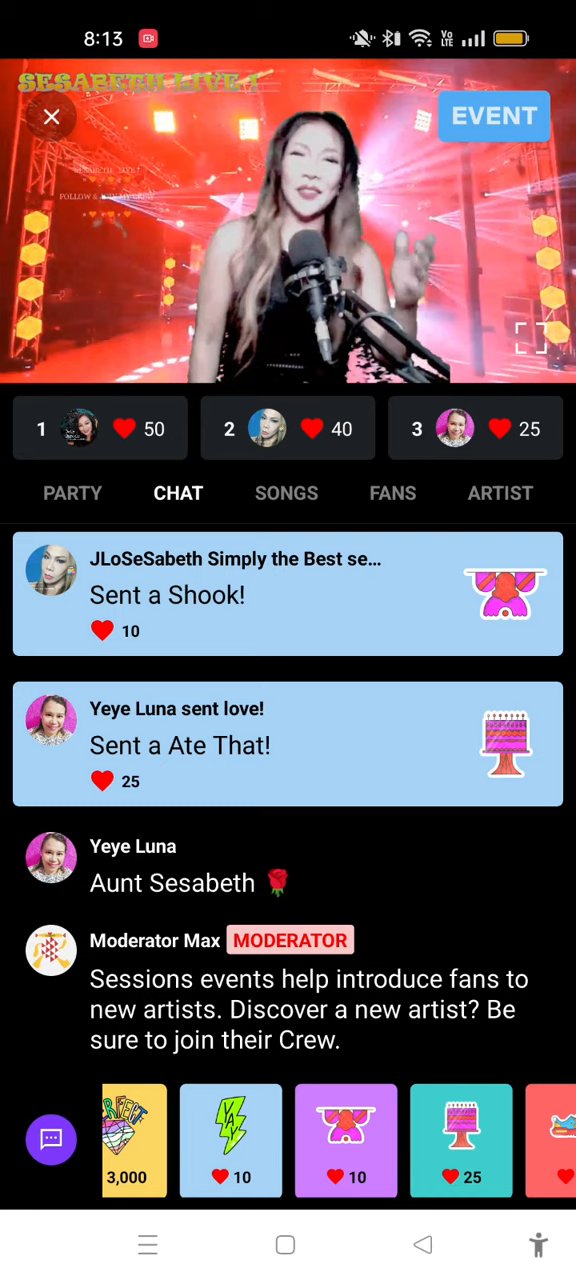 8:13
Vo
LTE
SESABETH LIVE !
EVENT
1 50
2 40
3 25
PARTY CHAT SONGS FANS ARTIST
JLoSeSabeth Simply the Best se...
Sent a Shook!
10
Yeye Luna sent love!
Sent a Ate That!
25
Yeye Luna
Aunt Sesabeth 🌹
Moderator Max MODERATOR
Sessions events help introduce fans to
new artists. Discover a new artist? Be
sure to join their Crew.
YAY
3,000 10 10 25